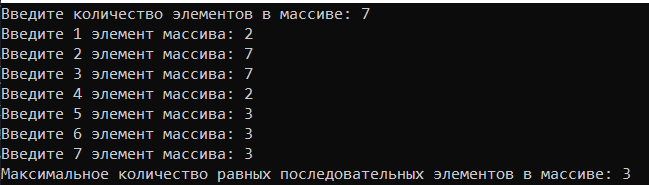 Введите количество элементов в массиве: 7
Введите 1 элемент массива: 2
Введите 2 элемент массива: 7
Введите 3 элемент массива: 7
Введите 4 элемент массива: 2
Введите 5 элемент массива: 3
Введите 6 элемент массива: 3
Введите 7 элемент массива: 3
Максимальное количество равных последовательных элементов в массиве: 3